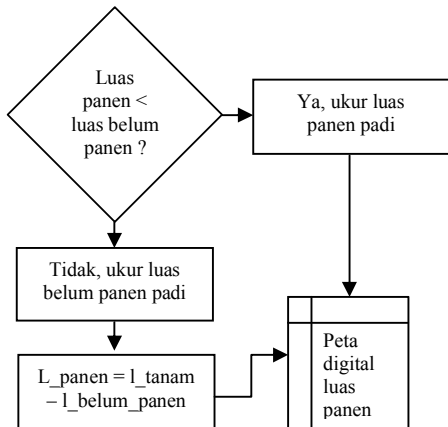 Luas
panen <
luas belum
panen ?
Ya, ukur luas
panen padi
Tidak, ukur luas
belum panen padi
L_panen = l_tanam
– l_belum_panen
Peta
digital
luas
panen